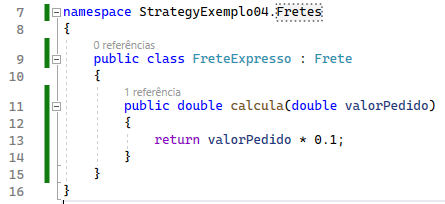 7 namespace StrategyExemplo04.Fretes
8 {
0 referências
9 public class FreteExpresso : Frete
10 {
1 referência
11 public double calcula(double valorPedido)
12 {
13 return valorPedido * 0.1;
14 }
15 }
16 }